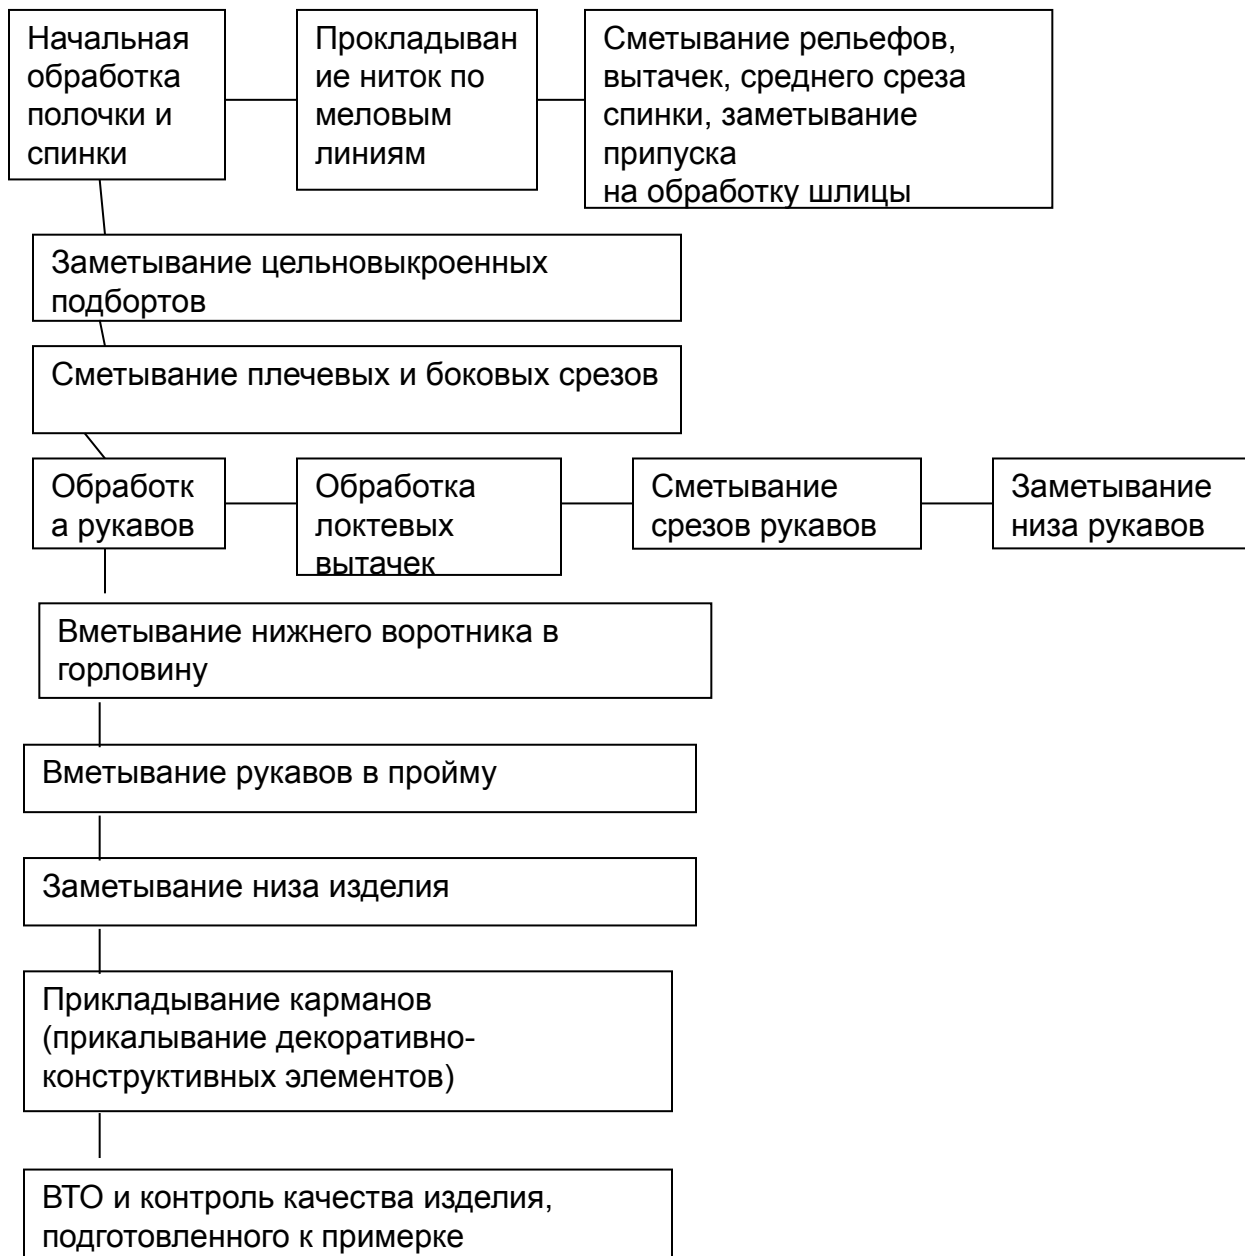 Начальная
обработка
полочки и
спинки
Прокладыван
ие ниток по
меловым
линиям
Сметывание рельефов,
вытачек, среднего среза
спинки, заметывание
припуска
на обработку шлицы
Заметывание цельновыкроенных
подбортов
Сметывание плечевых и боковых срезов
Обработк
а рукавов
Обработка
локтевых
вытачек
Сметывание
срезов рукавов
Заметывание
низа рукавов
Вметывание нижнего воротника в
горловину
Вметывание рукавов в пройму
Заметывание низа изделия
Прикладывание карманов
(прикалывание декоративно-
конструктивных элементов)
ВТО и контроль качества изделия,
подготовленного к примерке